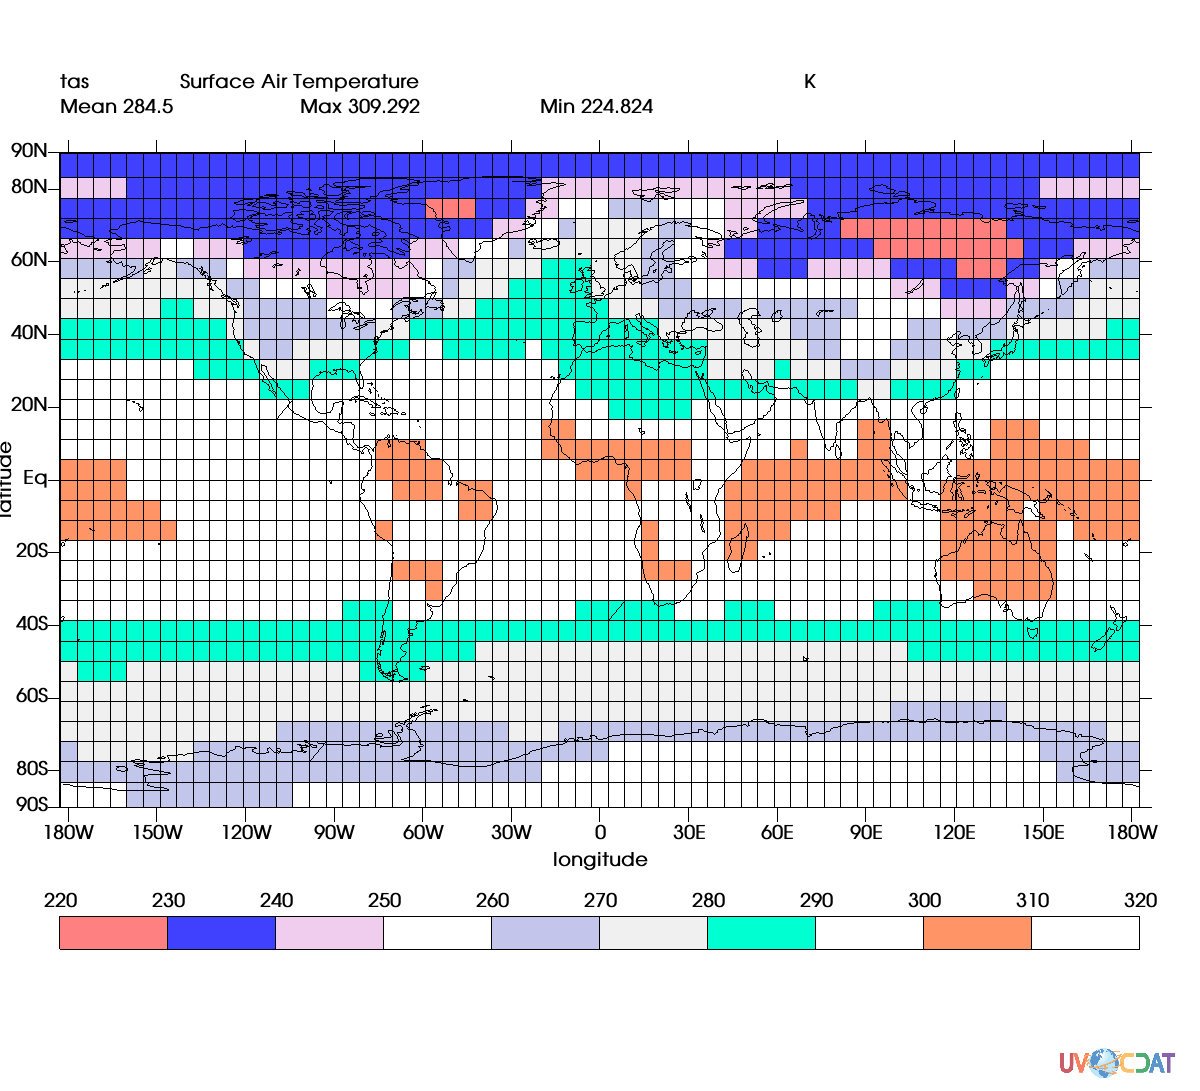 tas Surface Air Temperature K
Mean 284.5 Max 309.292 Min 224.824
90N
80N
60N
40N
20N
Eq
20S
40S
60S
80S
90S
latitude
180W 150W 120W 90W 60W 30W 0 30E 60E 90E 120E 150E 180W
longitude
220 230 240 250 260 270 280 290 300 310 320
UV CDAT